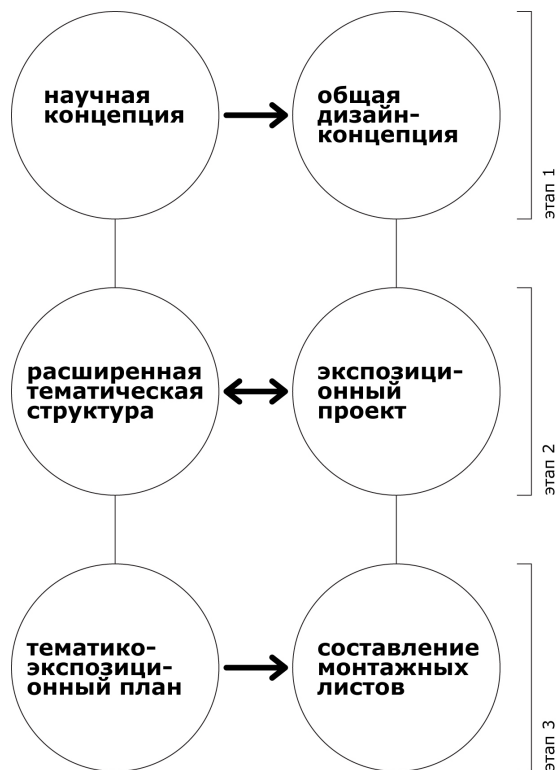 научная
концепция
общая
дизайн-
концепция
этап 1
расширенная
тематическая
структура
экспозици-
онный
проект
этап 2
тематико-
экспозици-
онный план
составление
монтажных
листов
этап 3